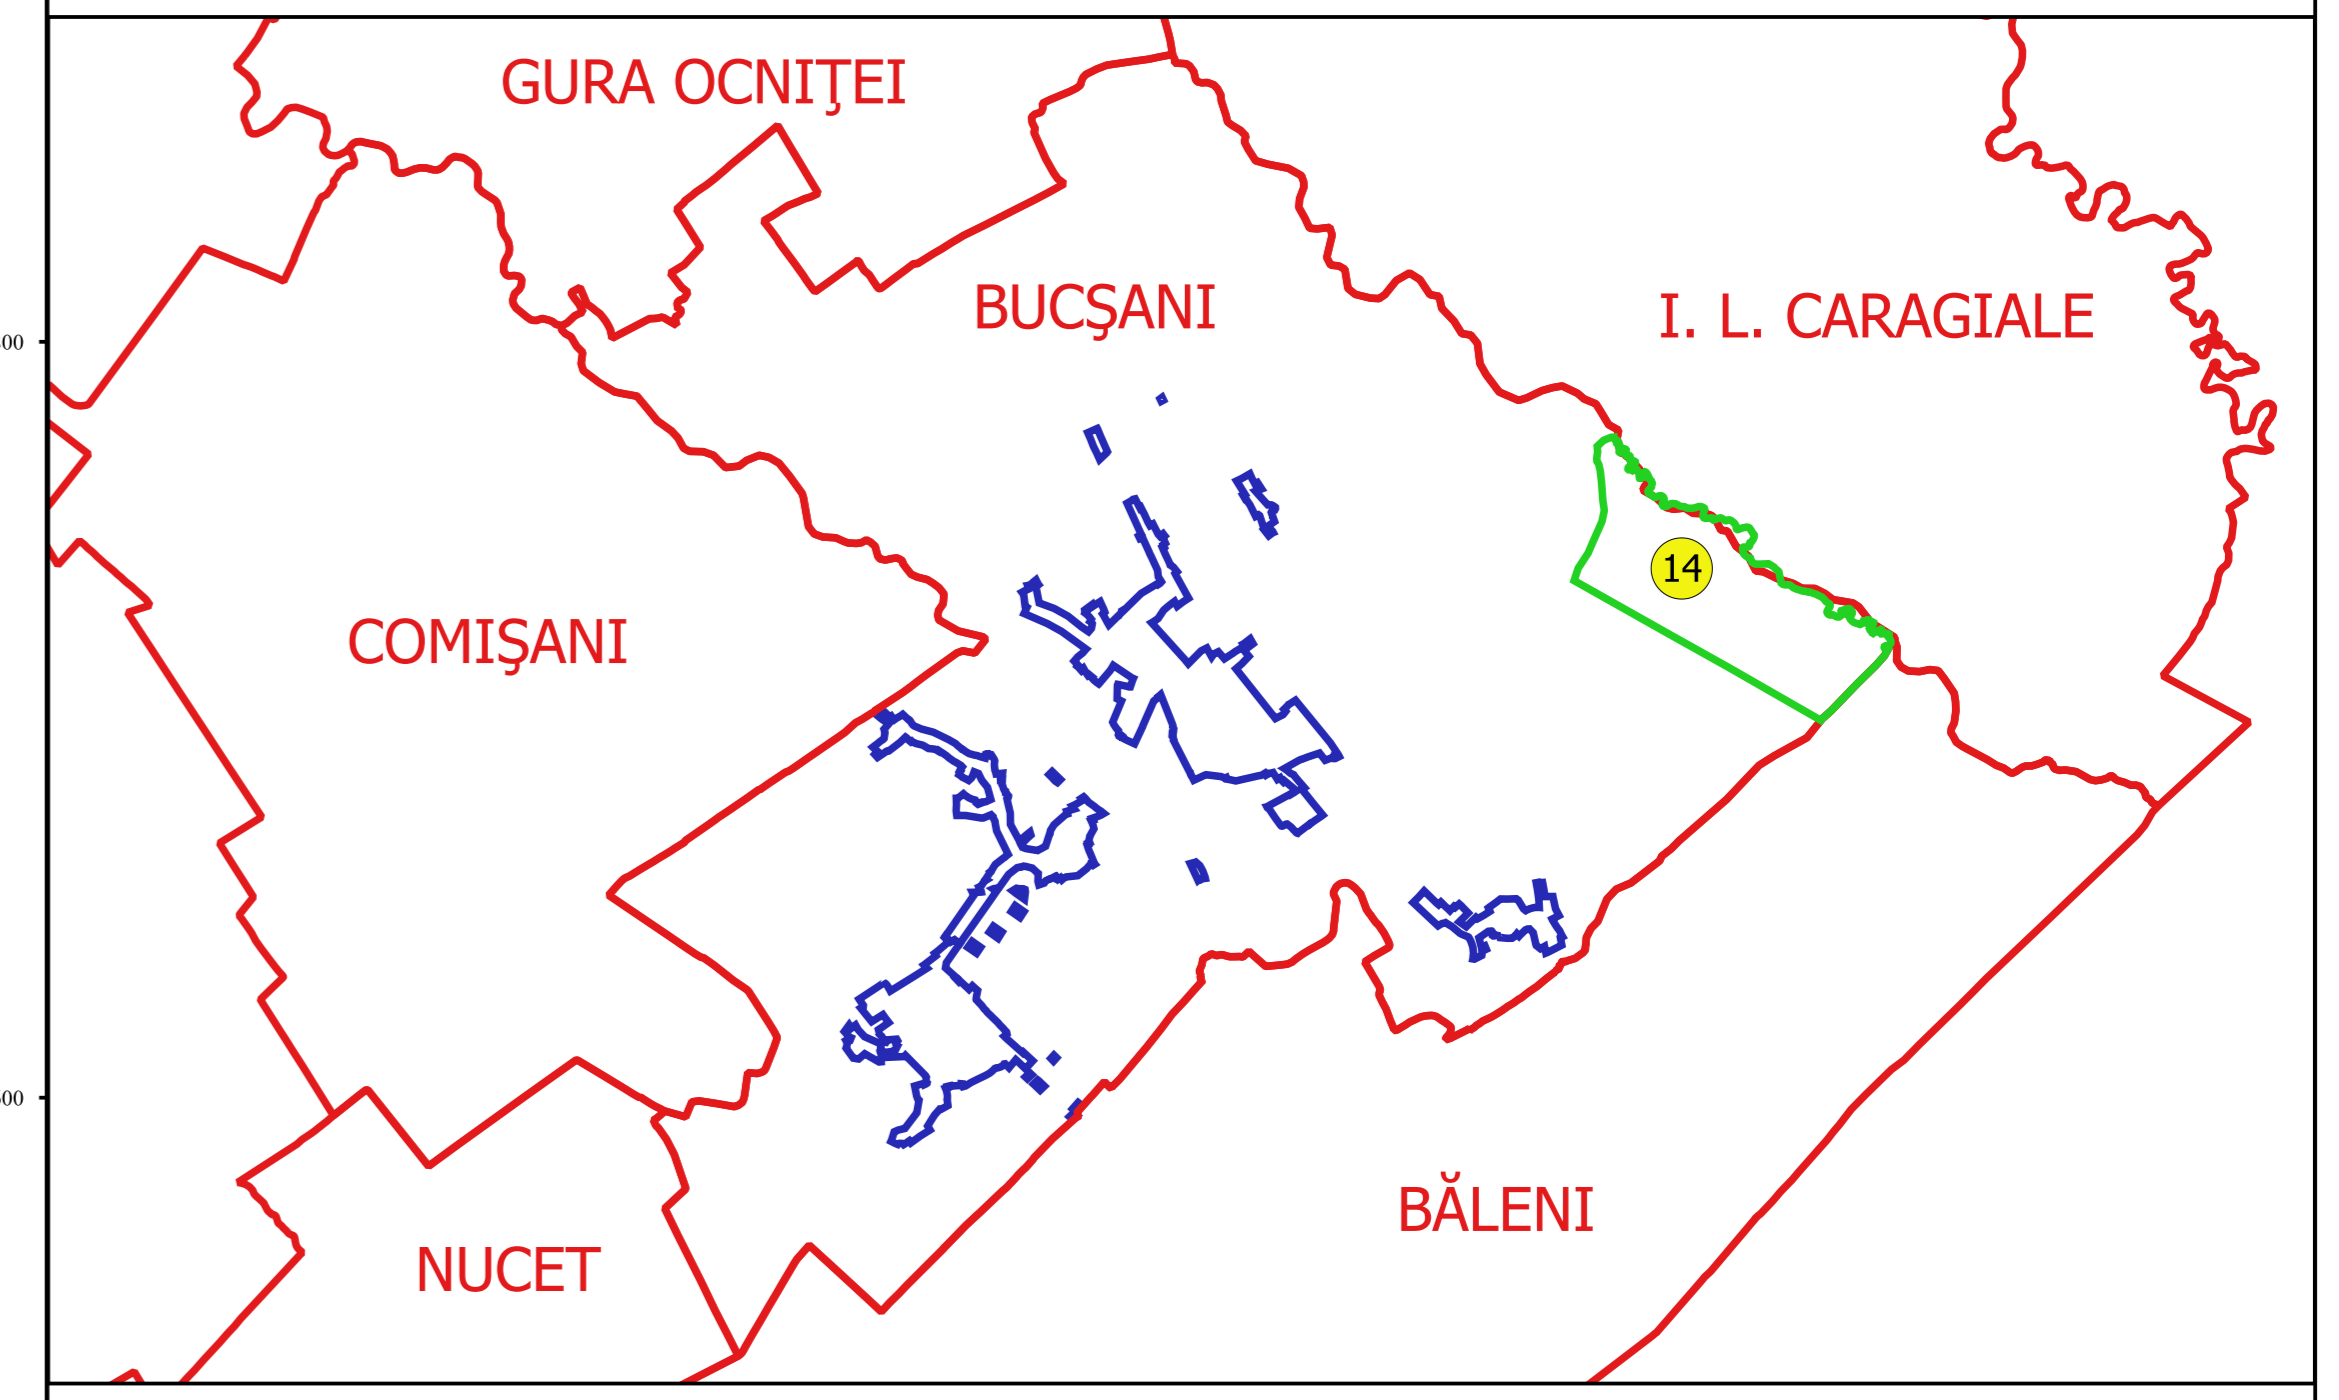 GURA OCNIŢEI
BUCŞANI
I. L. CARAGIALE
14
COMIŞANI
BĂLENI
NUCET